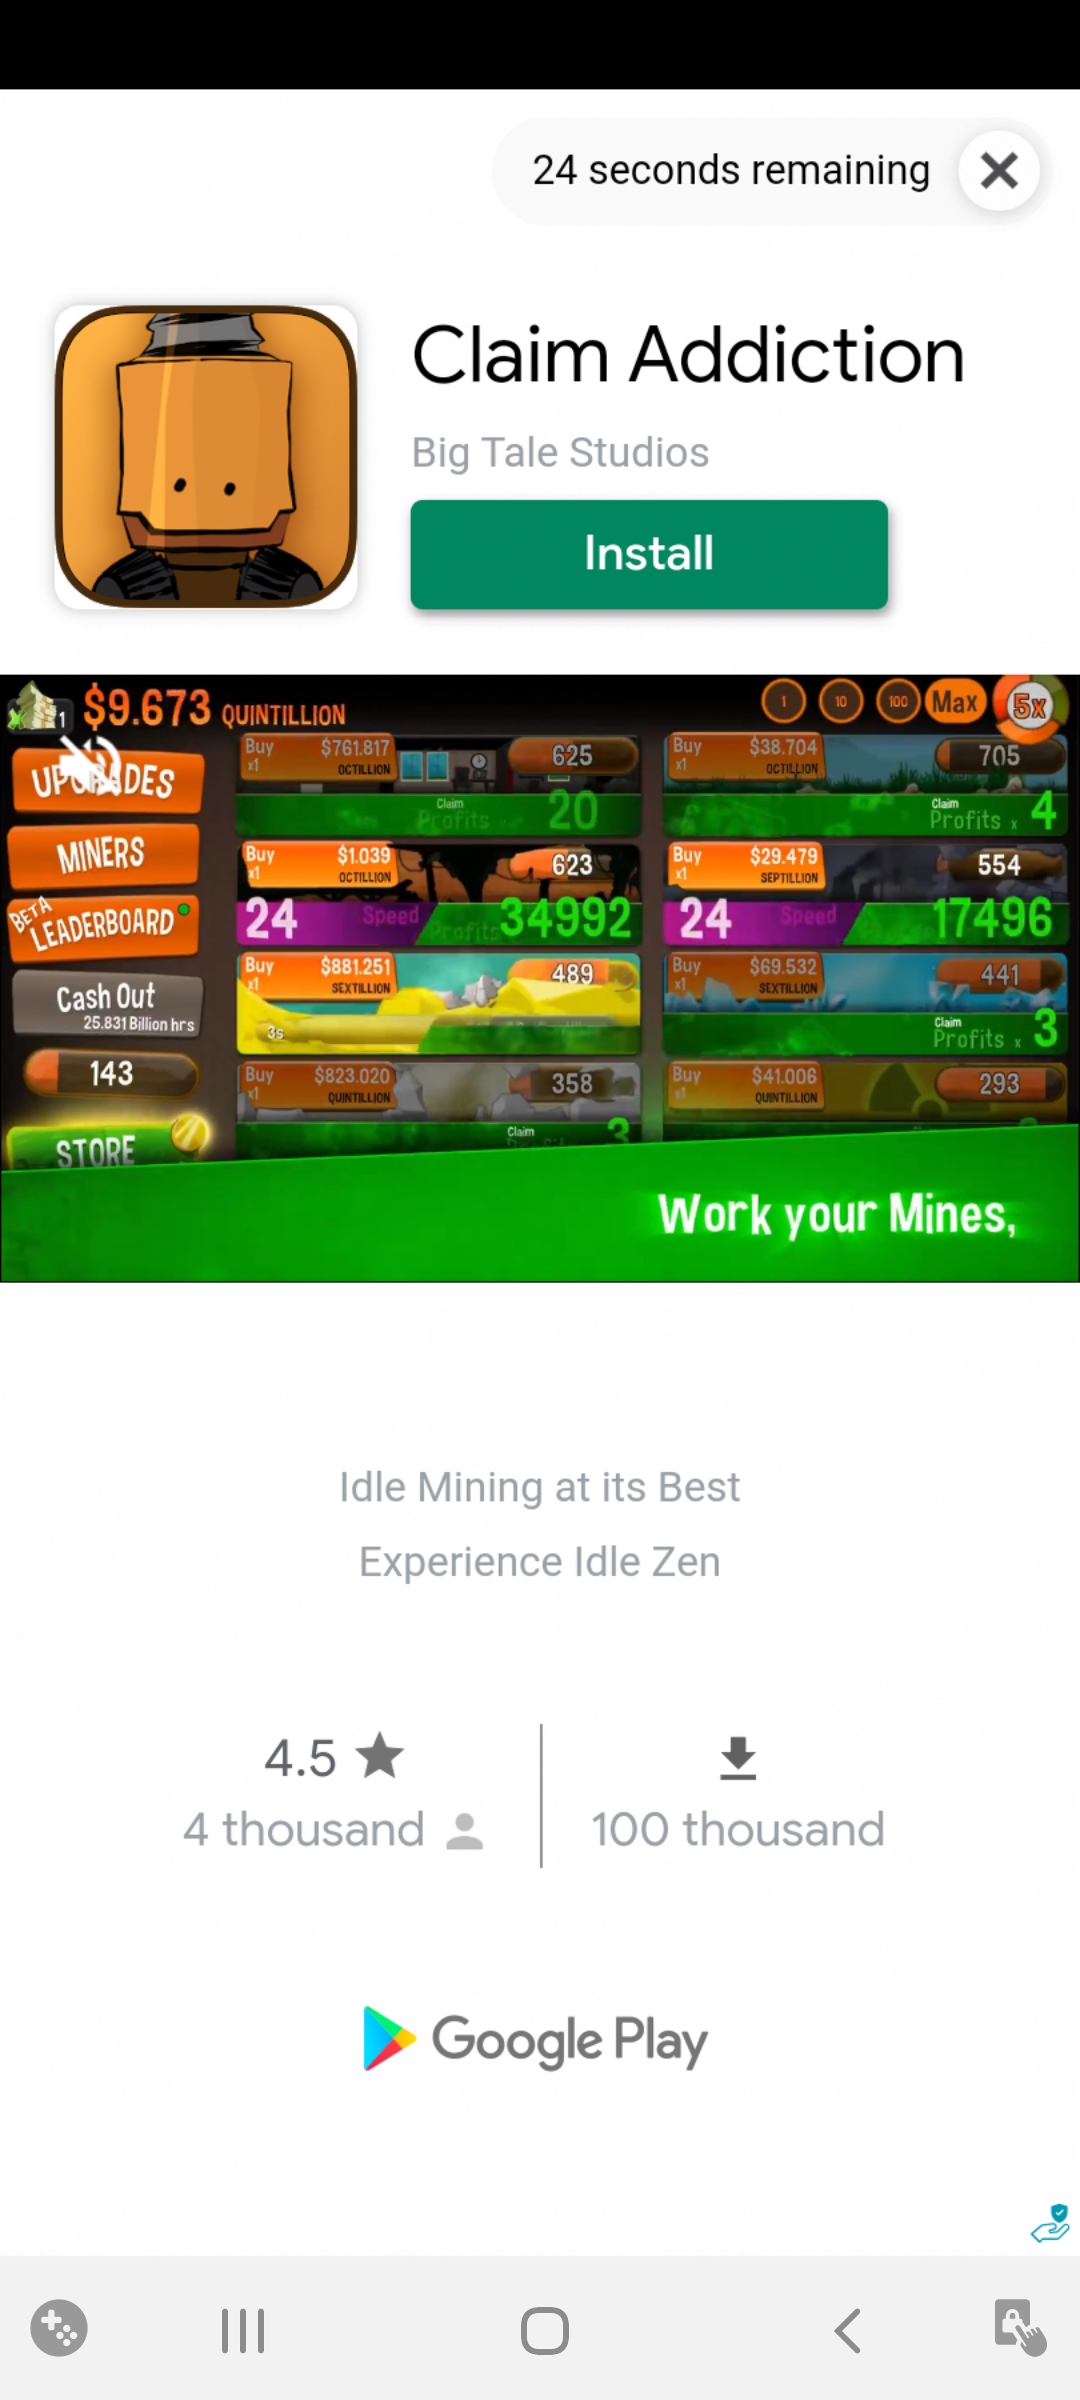 24 seconds remaining
Claim Addiction
Big Tale Studios
Install
1 $9.673 QUINTILLION
1 10 100 Max 5x
UPGRADES
MINERS
BETA
LEADERBOARD
Cash Out
25.831 Billion hrs
143
STORE
Buy $761.817 625
x1 OCTILLION
Claim
Profits x 20
Buy $38.704 705
x1 OCTILLION
Claim
Profits x 4
Buy $1.039 623
x1 OCTILLION
24 Speed Profits 34992
Buy $29.479 554
x1 SEPTILLION
24 Speed 17496
Buy $881.251 489
x1 SEXTILLION
3s
Buy $69.532 441
x1 SEXTILLION
Claim
Profits x 3
Buy $823.020 358
x1 QUINTILLION
Claim
3
Buy $41.006 293
x1 QUINTILLION
Work your Mines,
Idle Mining at its Best
Experience Idle Zen
4.5
4 thousand
100 thousand
Google Play